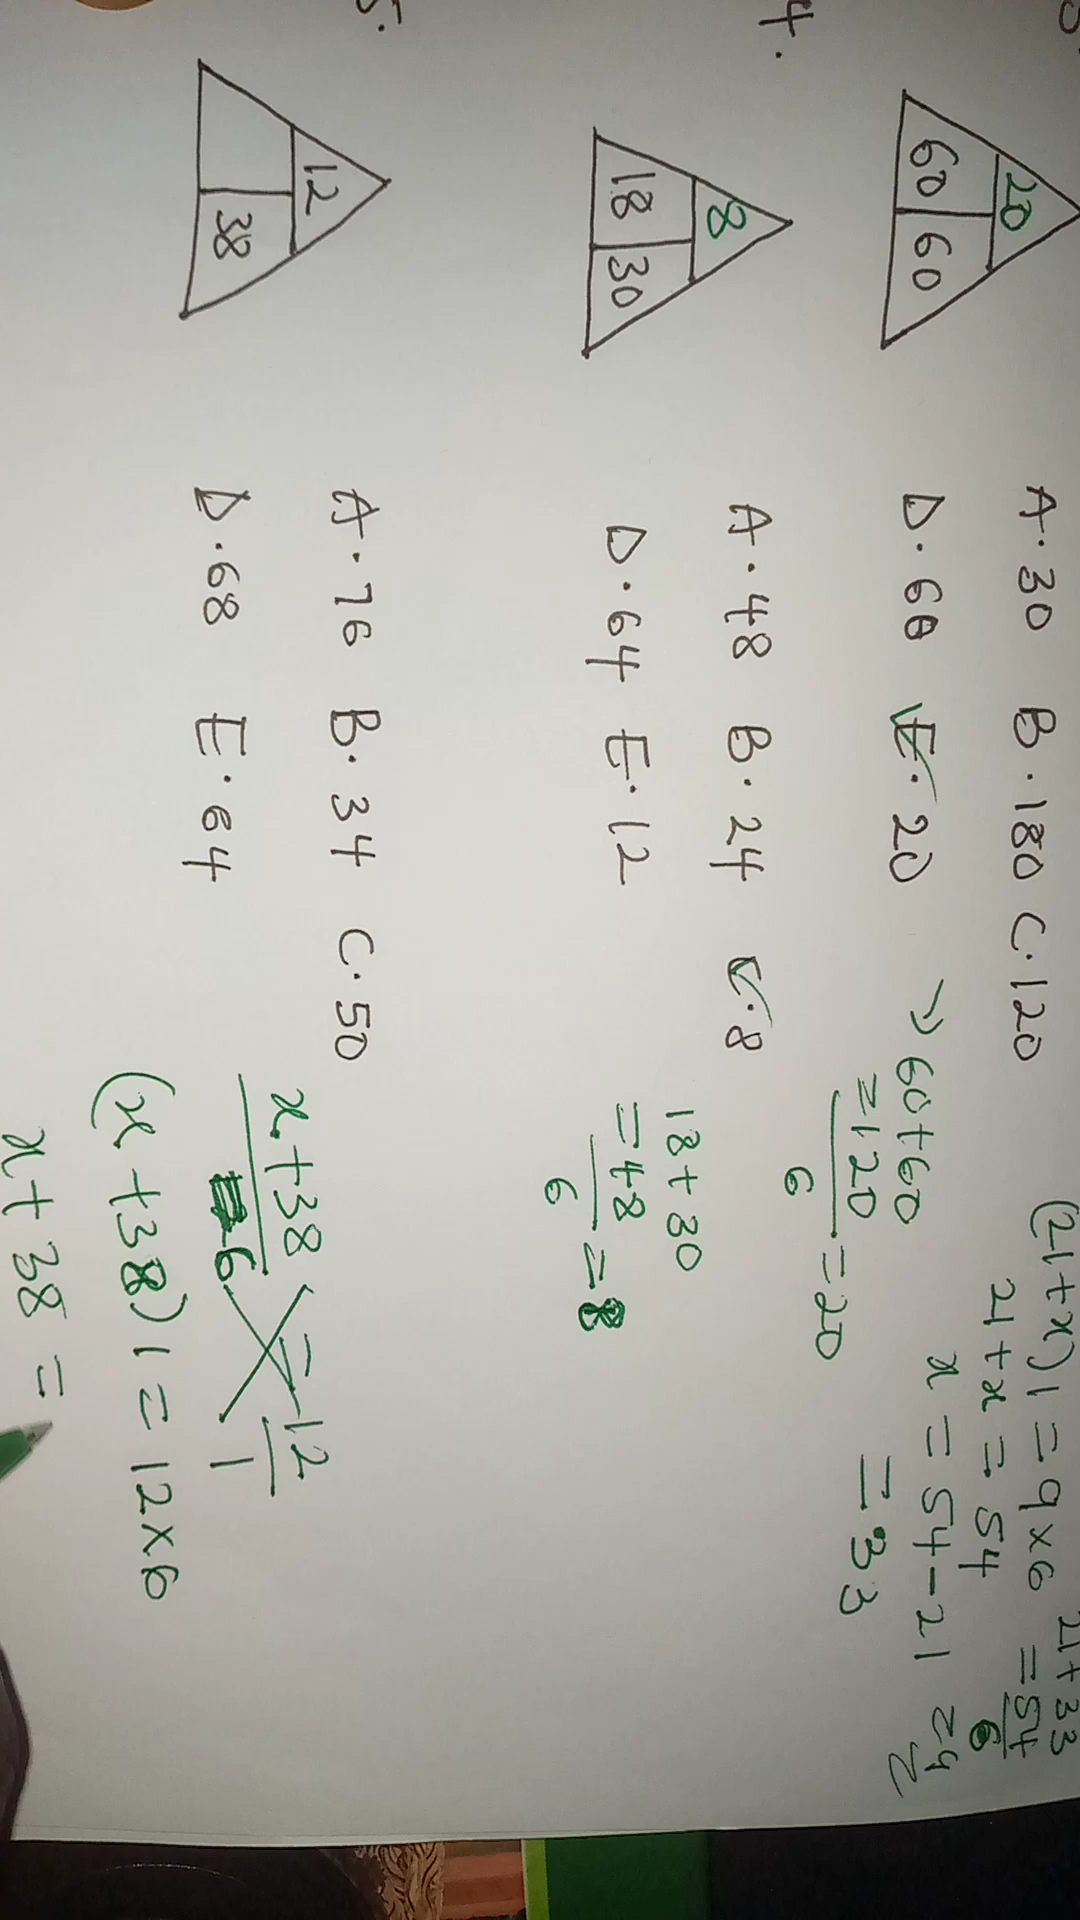 20
60 60
A. 30 B. 180 C. 120
D. 60 E. 20
→ 60+60
=120
6
= 20
(21+x)1 = 9×6
21+x = 54
x = 54-21
= 33
21+33
= 54
6
= 9
4.
8
18 30
A. 48 B. 24 C. 8
D. 64 E. 12
18+30
= 48
6
= 8
5.
12
38
A. 76 B. 34 C. 50
D. 68 E. 64
x+38 = 12
6 1
(x+38)1 = 12×6
x+38 =